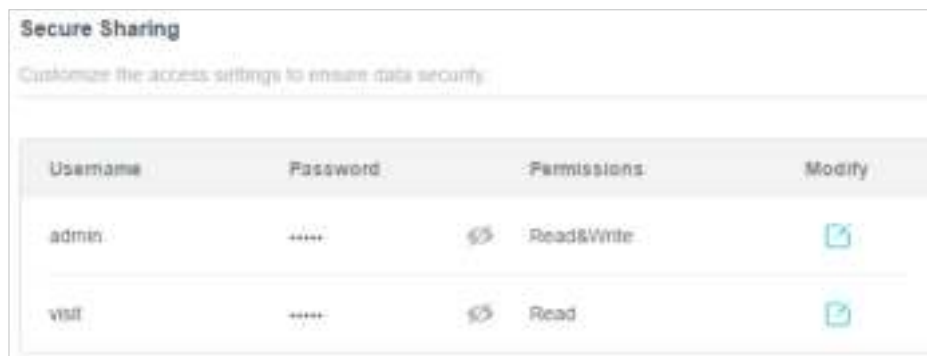 Secure Sharing
Customize the access settings to ensure data security.
Username Password Permissions Modify
admin ••••• Read&Write
visit ••••• Read